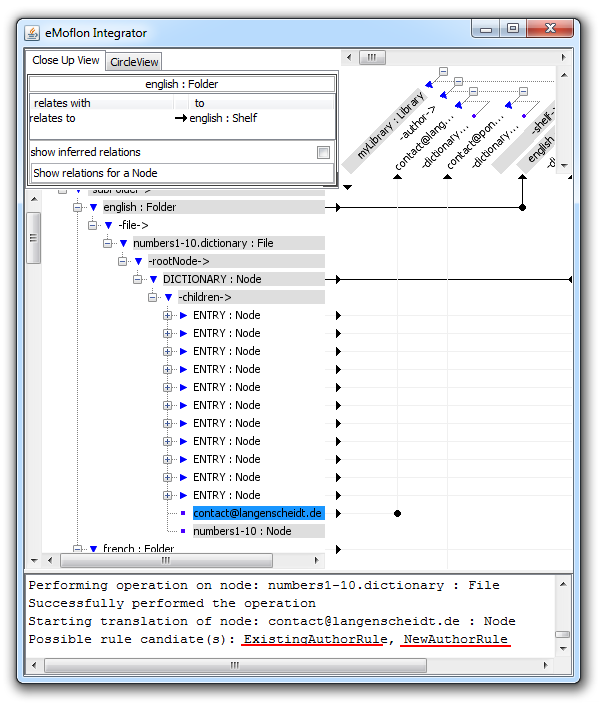 eMoflon Integrator
Close Up View
CircleView
english : Folder
relates with
to
relates to
english : Shelf
show inferred relations
Show relations for a Node
myLibrary : Library
-author->
contact@lang...
-dictionary...
contact@pon...
-dictionary...
-shelf-
english
-di
subFolder->
english : Folder
-file->
numbers1-10.dictionary : File
-rootNode->
DICTIONARY : Node
-children->
ENTRY : Node
ENTRY : Node
ENTRY : Node
ENTRY : Node
ENTRY : Node
ENTRY : Node
ENTRY : Node
ENTRY : Node
ENTRY : Node
ENTRY : Node
ENTRY : Node
contact@langenscheidt.de
numbers1-10 : Node
french : Folder
Performing operation on node: numbers1-10.dictionary : File
Successfully performed the operation
Starting translation of node: contact@langenscheidt.de : Node
Possible rule candiate(s): ExistingAuthorRule, NewAuthorRule